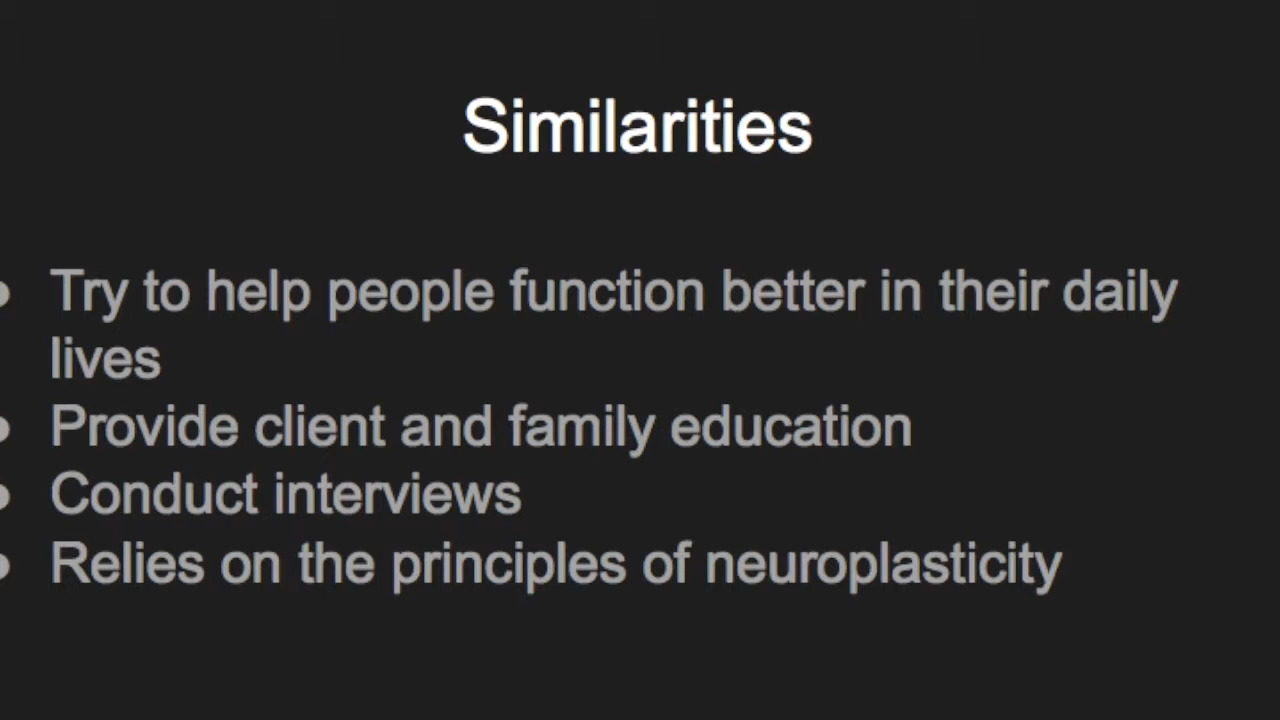 Similarities
• Try to help people function better in their daily
lives
• Provide client and family education
• Conduct interviews
• Relies on the principles of neuroplasticity